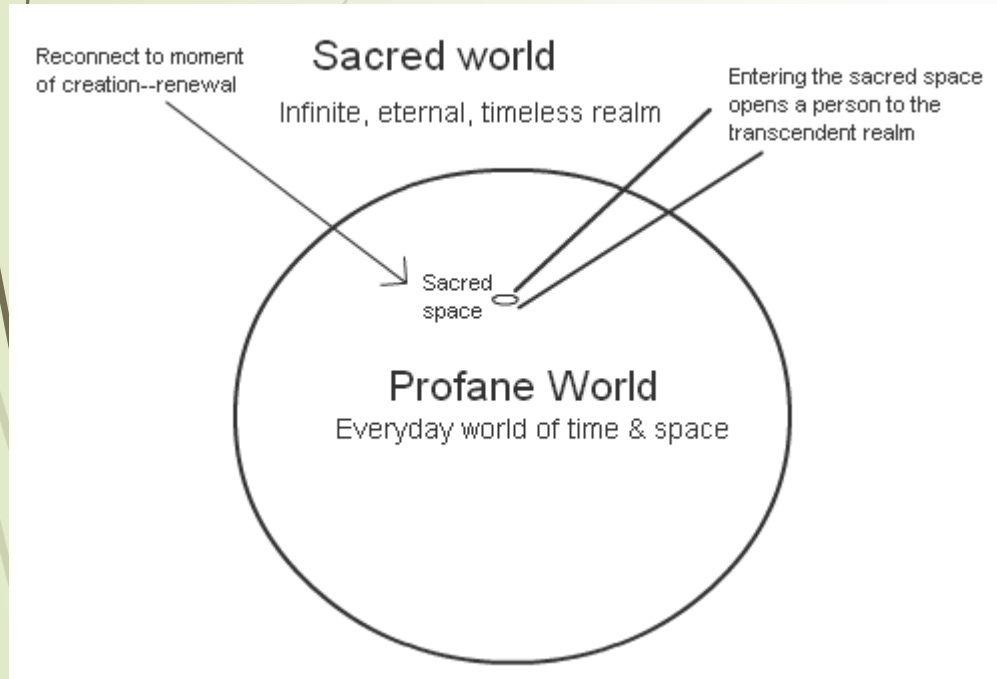 Reconnect to moment
of creation--renewal
Sacred world
Infinite, eternal, timeless realm
Entering the sacred space
opens a person to the
transcendent realm
Sacred
space
Profane World
Everyday world of time & space